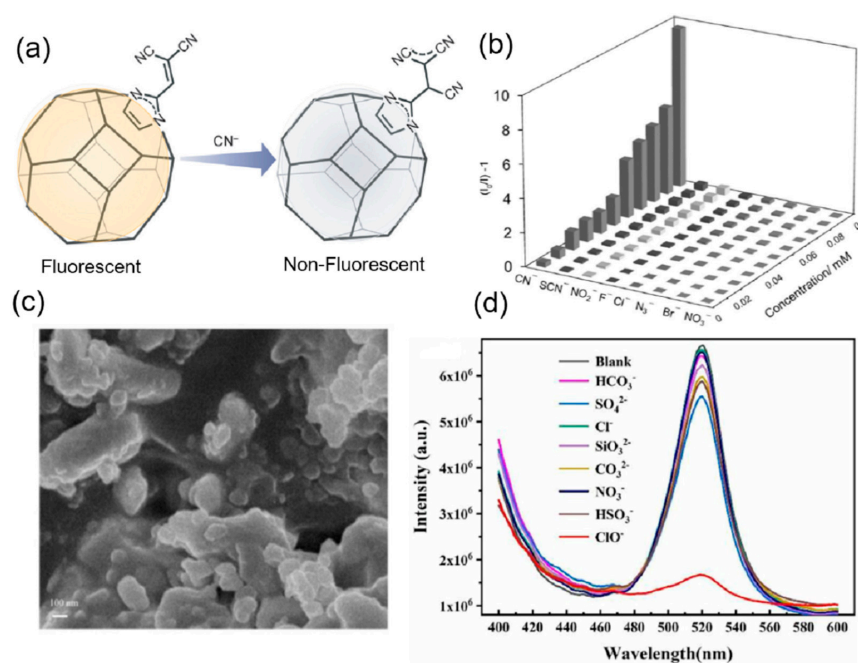 (a)
NC
CN
N
N
CN⁻
NC
CN
CN
N
N
Fluorescent
Non-Fluorescent
(b)
(I₀/I) -1
10
8
6
4
2
0
CN⁻ SCN⁻ NO₂⁻ F⁻ Cl⁻ N₃⁻ Br⁻ NO₃⁻
0 0.02 0.04 0.06 0.08
Concentration/ mM
(c)
100 nm
(d)
Intensity (a.u.)
6x10⁶
5x10⁶
4x10⁶
3x10⁶
2x10⁶
1x10⁶
Blank
HCO₃⁻
SO₄²⁻
Cl⁻
SiO₃²⁻
CO₃²⁻
NO₃⁻
HSO₃⁻
ClO⁻
400 420 440 460 480 500 520 540 560 580 600
Wavelength(nm)